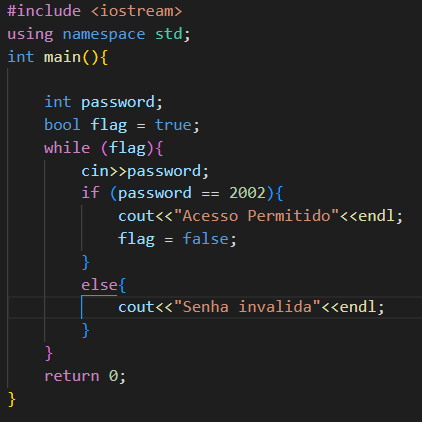 #include <iostream>
using namespace std;
int main(){
int password;
bool flag = true;
while (flag){
cin>>password;
if (password == 2002){
cout<<"Acesso Permitido"<<endl;
flag = false;
}
else{
cout<<"Senha invalida"<<endl;
}
}
return 0;
}